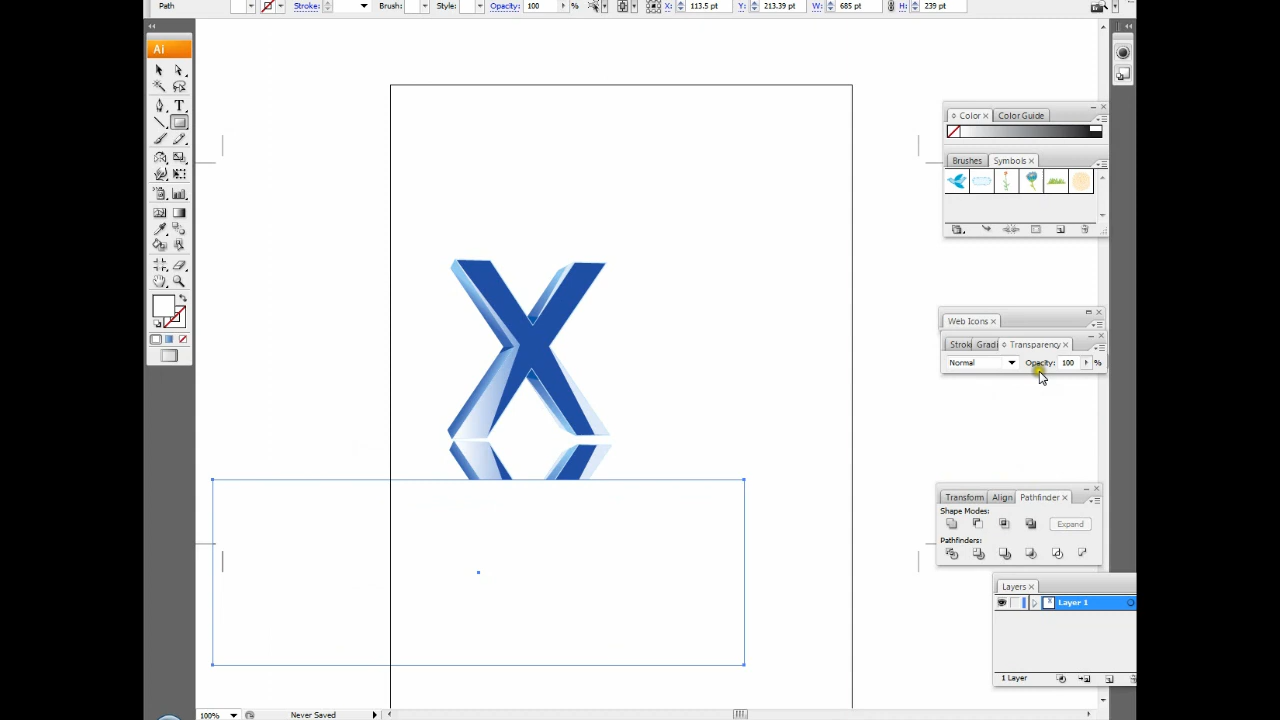 Path Stroke: Brush: Style: Opacity: 100 % X: 113.5 pt Y: 213.39 pt W: 685 pt H: 239 pt
Ai
T
Color Color Guide
Brushes Symbols
X
Web Icons
Strok Gradi Transparency
Normal Opacity: 100 %
Transform Align Pathfinder
Shape Modes:
Expand
Pathfinders:
Layers
Layer 1
1 Layer
100% Never Saved